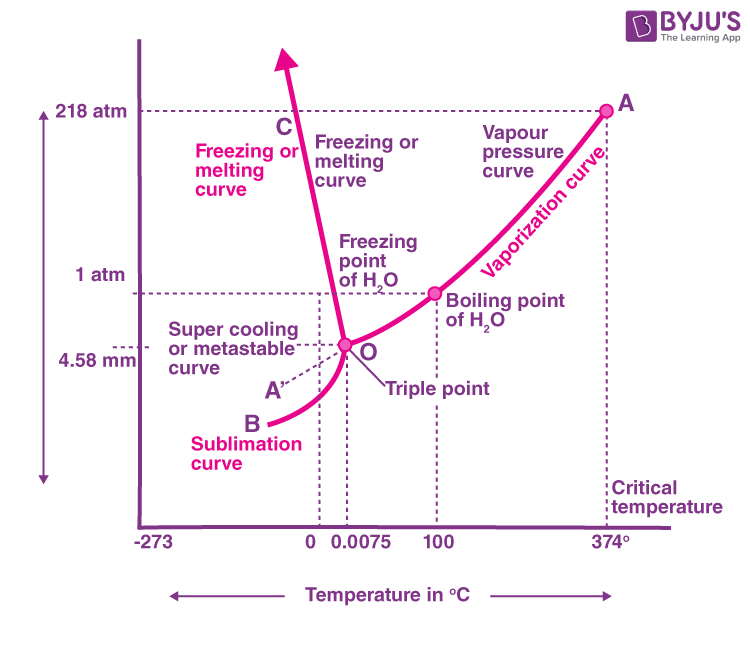 BYJU'S
The Learning App
218 atm
A
C
Freezing or
melting
curve
Freezing or
melting
curve
Vapour
pressure
curve
Vaporization curve
Freezing
point
of H₂O
1 atm
Boiling point
of H₂O
Super cooling
or metastable
curve
4.58 mm
O
A'
Triple point
B
Sublimation
curve
Critical
temperature
-273
0
0.0075
100
374°
Temperature in °C